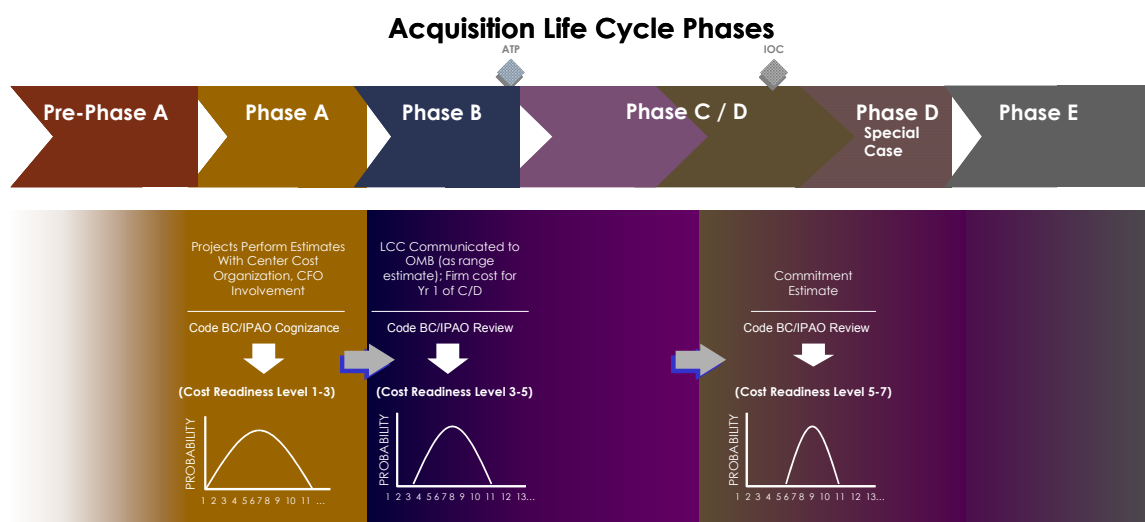 Acquisition Life Cycle Phases
ATP
IOC
Pre-Phase A
Phase A
Phase B
Phase C / D
Phase D
Special
Case
Phase E
Projects Perform Estimates
With Center Cost
Organization, CFO
Involvement
Code BC/IPAO Cognizance
(Cost Readiness Level 1-3)
PROBABILITY
1 2 3 4 5 6 7 8 9 10 11 ...
LCC Communicated to
OMB (as range
estimate); Firm cost for
Yr 1 of C/D
Code BC/IPAO Review
(Cost Readiness Level 3-5)
PROBABILITY
1 2 3 4 5 6 7 8 9 10 11 12 13...
Commitment
Estimate
Code BC/IPAO Review
(Cost Readiness Level 5-7)
PROBABILITY
1 2 3 4 5 6 7 8 9 10 11 12 13...